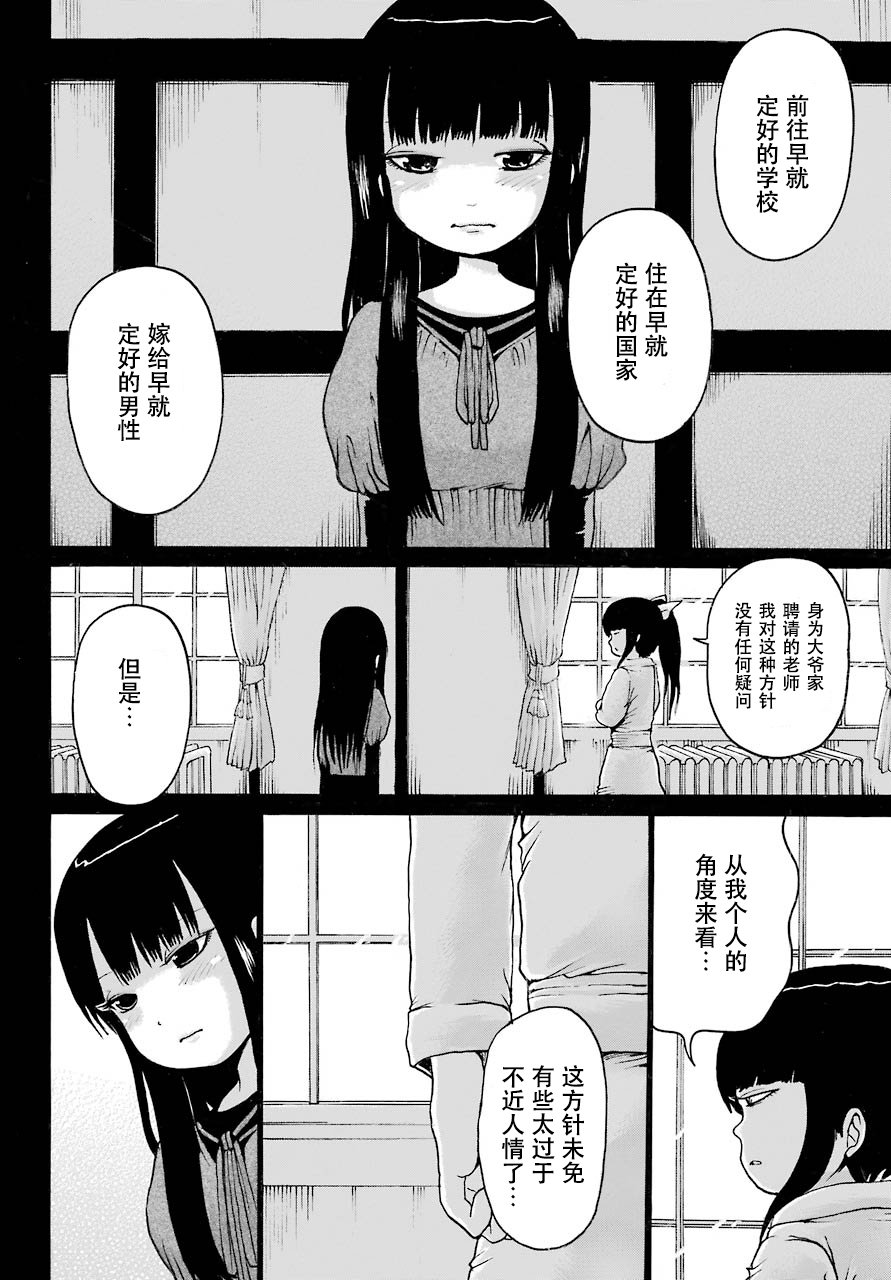 前往早就
定好的学校
住在早就
定好的国家
嫁给早就
定好的男性
身为大爷家
聘请的老师
我对这种方针
没有任何疑问
但是…
从我个人的
角度来看…
这方针未免
有些太过于
不近人情了…